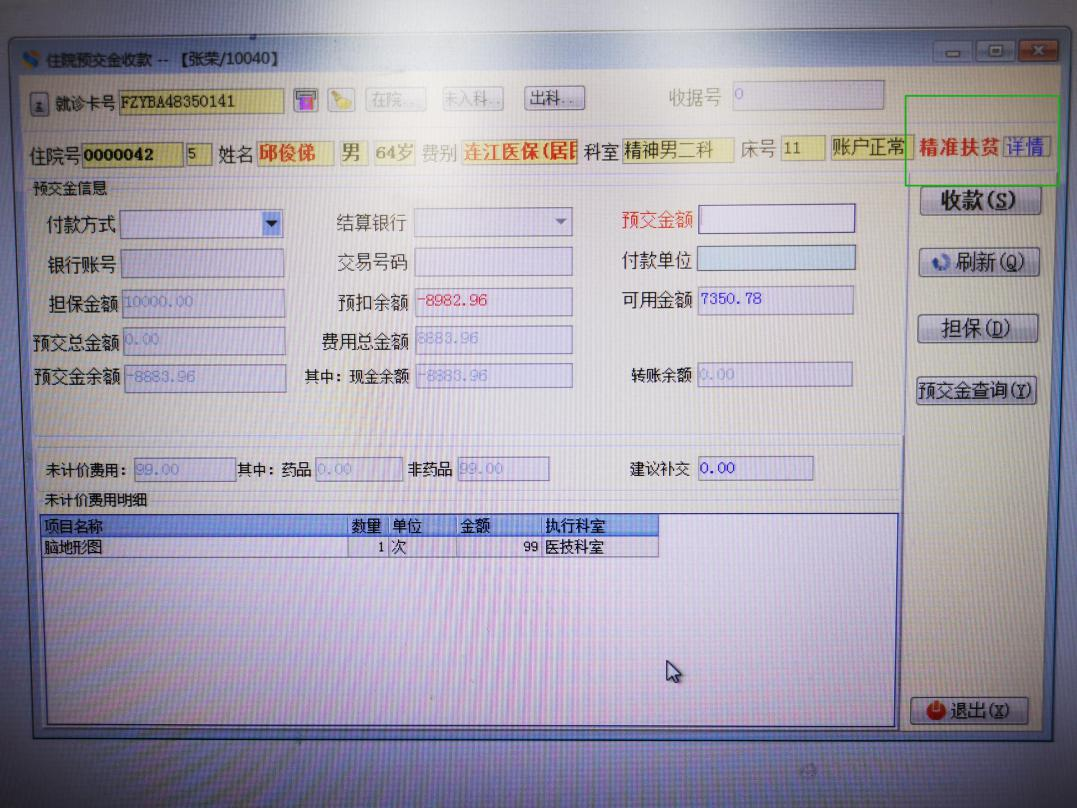 住院预交金收款 -- 【张荣/10040】
就诊卡号 FZYBA48350141 在院... 未入科.. 出科... 收据号 0
住院号 0000042 5 姓名 邱俊俤 男 64岁 费别 连江医保(居民 科室 精神男二科 床号 11 账户正常 精准扶贫 详情
预交金信息
付款方式 结算银行 预交金额 收款(S)
银行账号 交易号码 付款单位 刷新(Q)
担保金额 10000.00 预扣余额 -8982.96 可用金额 7350.78
预交总金额 0.00 费用总金额 8883.96 担保(D)
预交金余额 -8883.96 其中: 现金余额 -8883.96 转账余额 0.00 预交金查询(Y)
未计价费用: 99.00 其中: 药品 0.00 非药品 99.00 建议补交 0.00
未计价费用明细
项目名称 数量 单位 金额 执行科室
脑地形图 1 次 99 医技科室
退出(X)